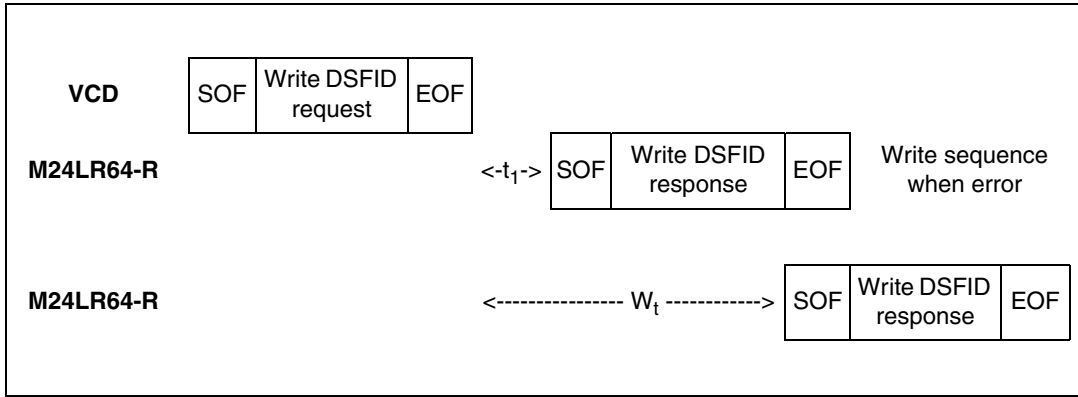 VCD SOF Write DSFID request EOF
M24LR64-R <-t1-> SOF Write DSFID response EOF Write sequence when error
M24LR64-R <---------------- Wt ------------> SOF Write DSFID response EOF